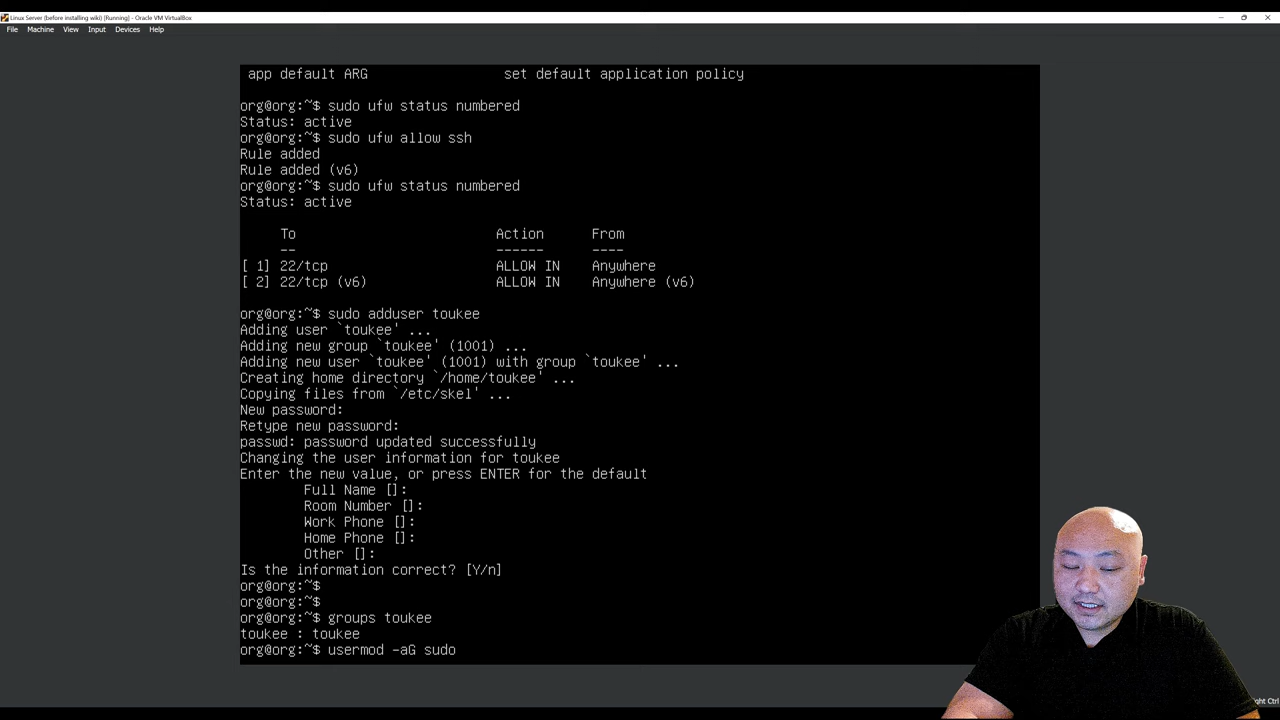 Linux Server (before installing wiki) [Running] - Oracle VM VirtualBox
File Machine View Input Devices Help
app default ARG set default application policy
org@org:~$ sudo ufw status numbered
Status: active
org@org:~$ sudo ufw allow ssh
Rule added
Rule added (v6)
org@org:~$ sudo ufw status numbered
Status: active
To Action From
-- ------ ----
[ 1] 22/tcp ALLOW IN Anywhere
[ 2] 22/tcp (v6) ALLOW IN Anywhere (v6)
org@org:~$ sudo adduser toukee
Adding user `toukee' ...
Adding new group `toukee' (1001) ...
Adding new user `toukee' (1001) with group `toukee' ...
Creating home directory `/home/toukee' ...
Copying files from `/etc/skel' ...
New password:
Retype new password:
passwd: password updated successfully
Changing the user information for toukee
Enter the new value, or press ENTER for the default
Full Name []:
Room Number []:
Work Phone []:
Home Phone []:
Other []:
Is the information correct? [Y/n]
org@org:~$
org@org:~$
org@org:~$ groups toukee
toukee : toukee
org@org:~$ usermod -aG sudo
Ctrl